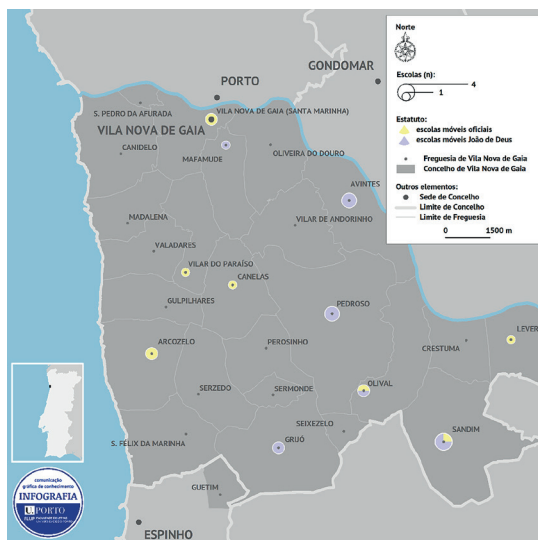 Norte
Escolas (n):
4
1
Estatuto:
escolas móveis oficiais
escolas móveis João de Deus
Freguesia de Vila Nova de Gaia
Concelho de Vila Nova de Gaia
Outros elementos:
Sede de Concelho
Limite de Concelho
Limite de Freguesia
0 1500 m
GONDOMAR
PORTO
S. PEDRO DA AFURADA
VILA NOVA DE GAIA (SANTA MARINHA)
VILA NOVA DE GAIA
CANIDELO
MAFAMUDE
OLIVEIRA DO DOURO
AVINTES
MADALENA
VILAR DE ANDORINHO
VALADARES
VILAR DO PARAÍSO
CANELAS
GULPILHARES
PEDROSO
LEVER
ARCOZELO
PEROSINHO
CRESTUMA
OLIVAL
SERZEDO
SERMONDE
SEIXEZELO
SANDIM
S. FÉLIX DA MARINHA
GRIJÓ
GUETIM
ESPINHO
comunicação
gráfica de conhecimento
INFOGRAFIA
U.PORTO